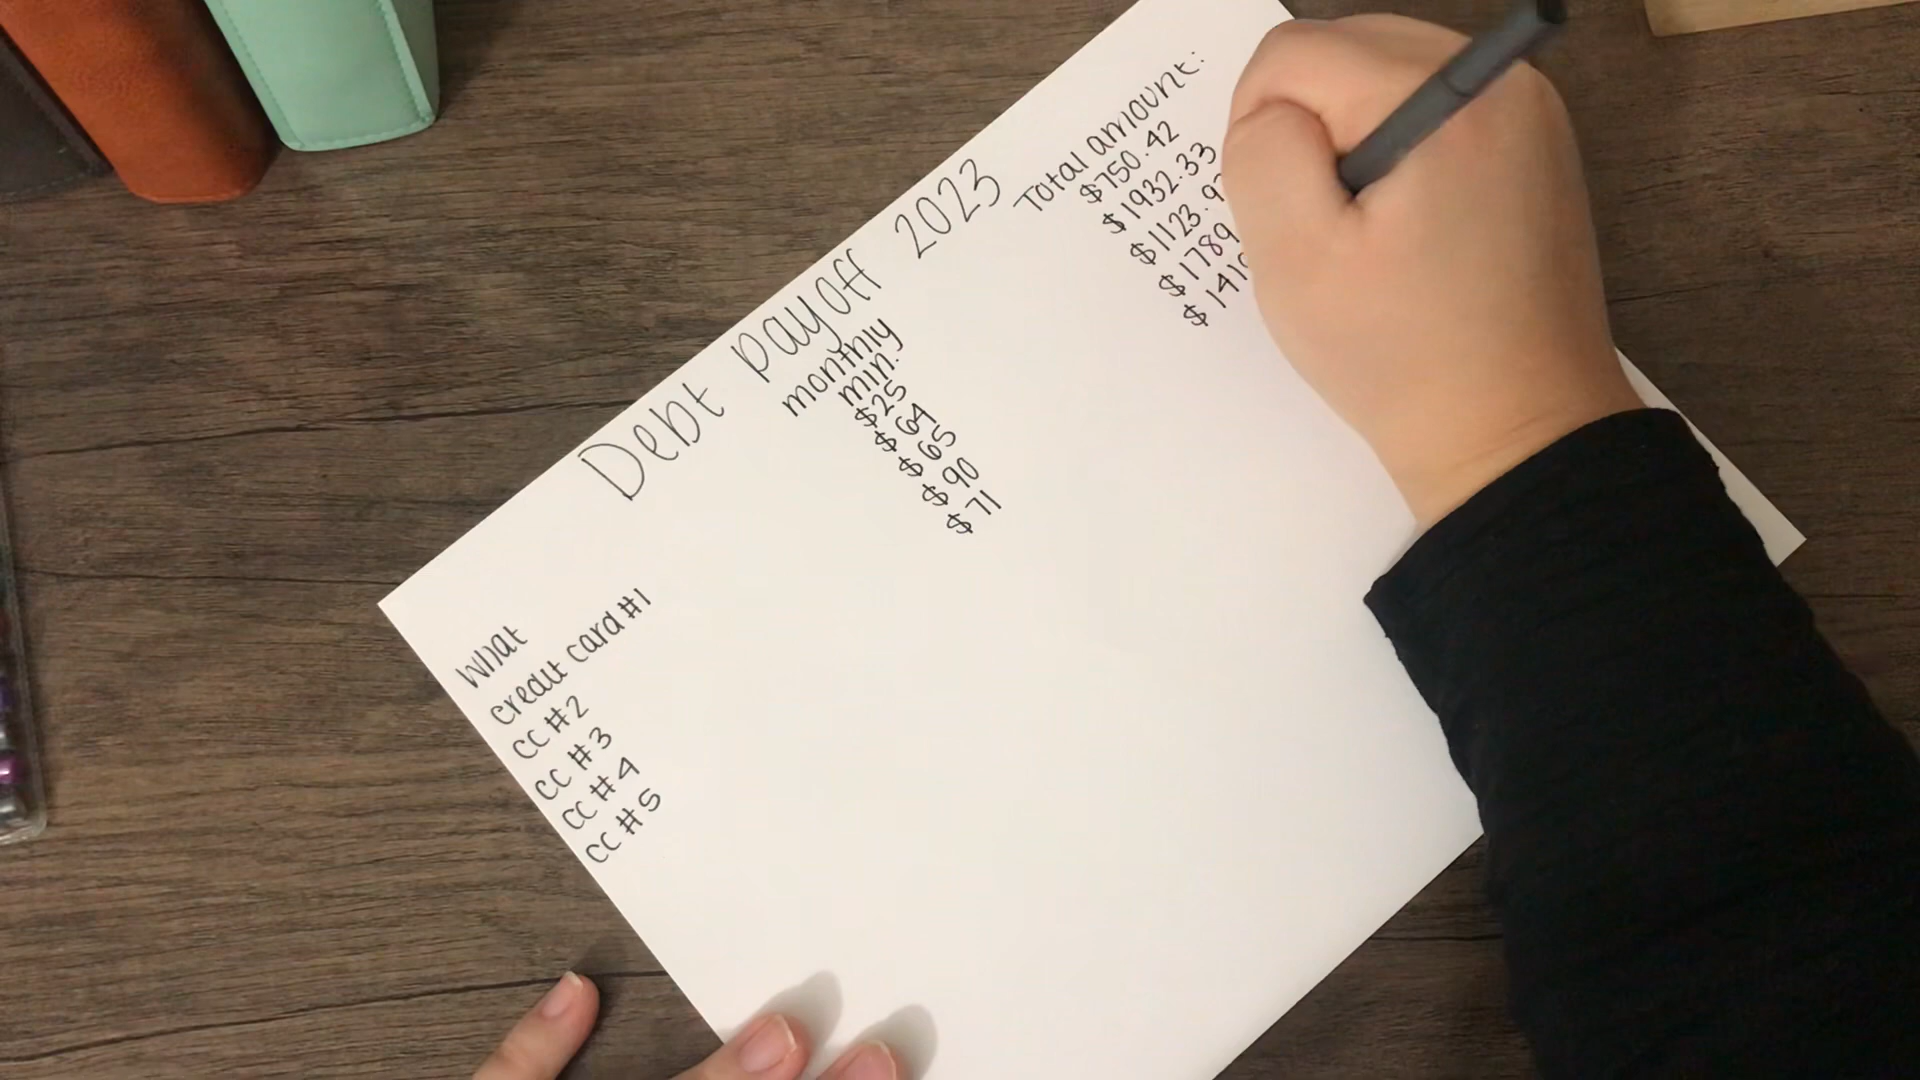 Debt payoff 2023
What
monthly
min.
Total amount:
credit card #1
$25
$750.42
CC #2
$64
$1932.33
CC #3
$65
CC #4
$90
CC #5
$71